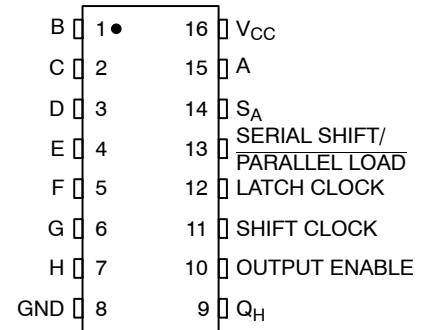 B 1 16 VCC
C 2 15 A
D 3 14 SA
E 4 13 SERIAL SHIFT/
PARALLEL LOAD
F 5 12 LATCH CLOCK
G 6 11 SHIFT CLOCK
H 7 10 OUTPUT ENABLE
GND 8 9 QH